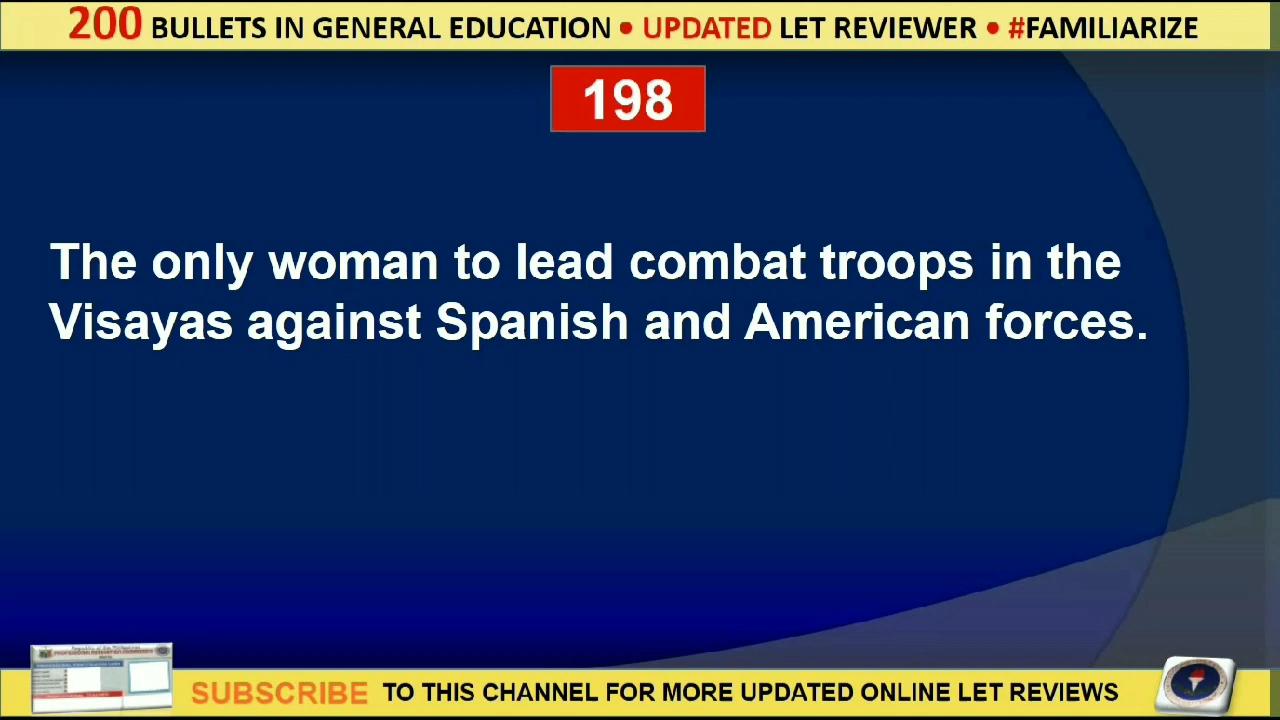 200 BULLETS IN GENERAL EDUCATION • UPDATED LET REVIEWER • #FAMILIARIZE
198
The only woman to lead combat troops in the
Visayas against Spanish and American forces.
SUBSCRIBE TO THIS CHANNEL FOR MORE UPDATED ONLINE LET REVIEWS